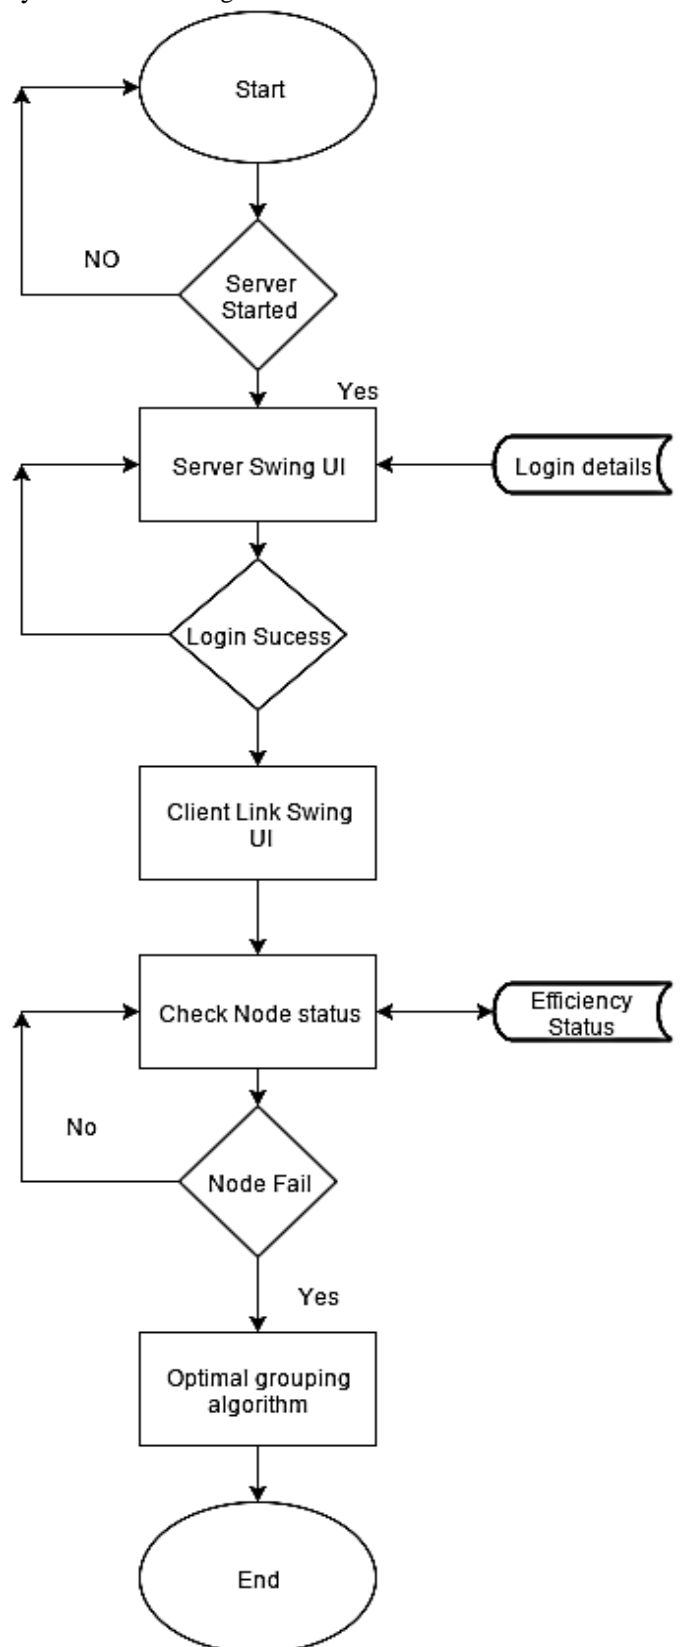 Start
NO
Server
Started
Yes
Server Swing UI
Login details
Login Sucess
Client Link Swing
UI
Check Node status
Efficiency
Status
No
Node Fail
Yes
Optimal grouping
algorithm
End